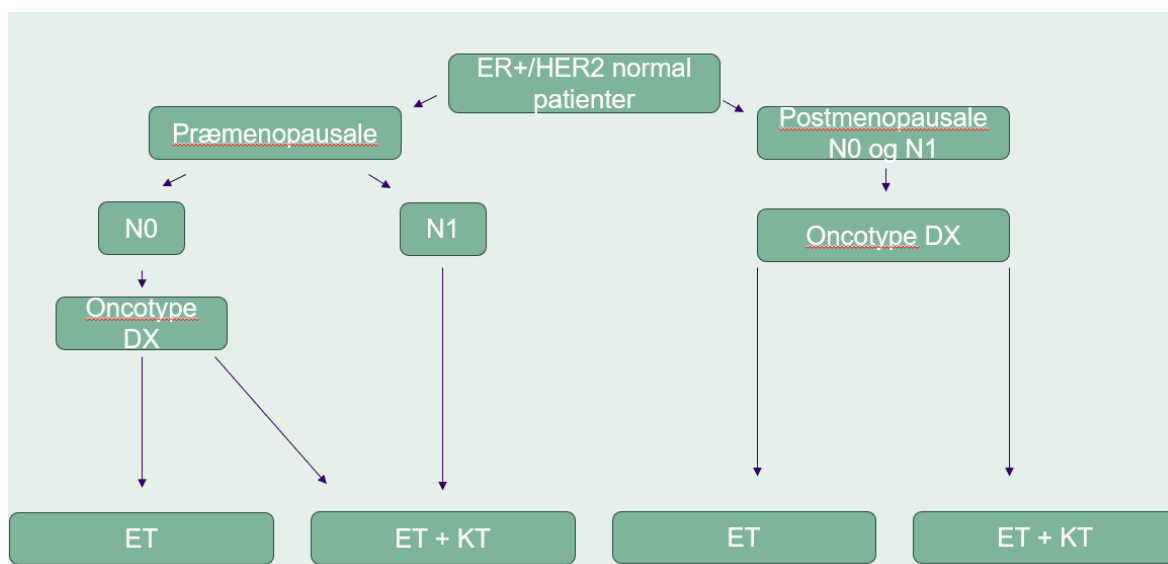 ER+/HER2 normal
patienter
Præmenopausale
Postmenopausale
N0 og N1
N0
N1
Oncotype DX
Oncotype
DX
ET
ET + KT
ET
ET + KT